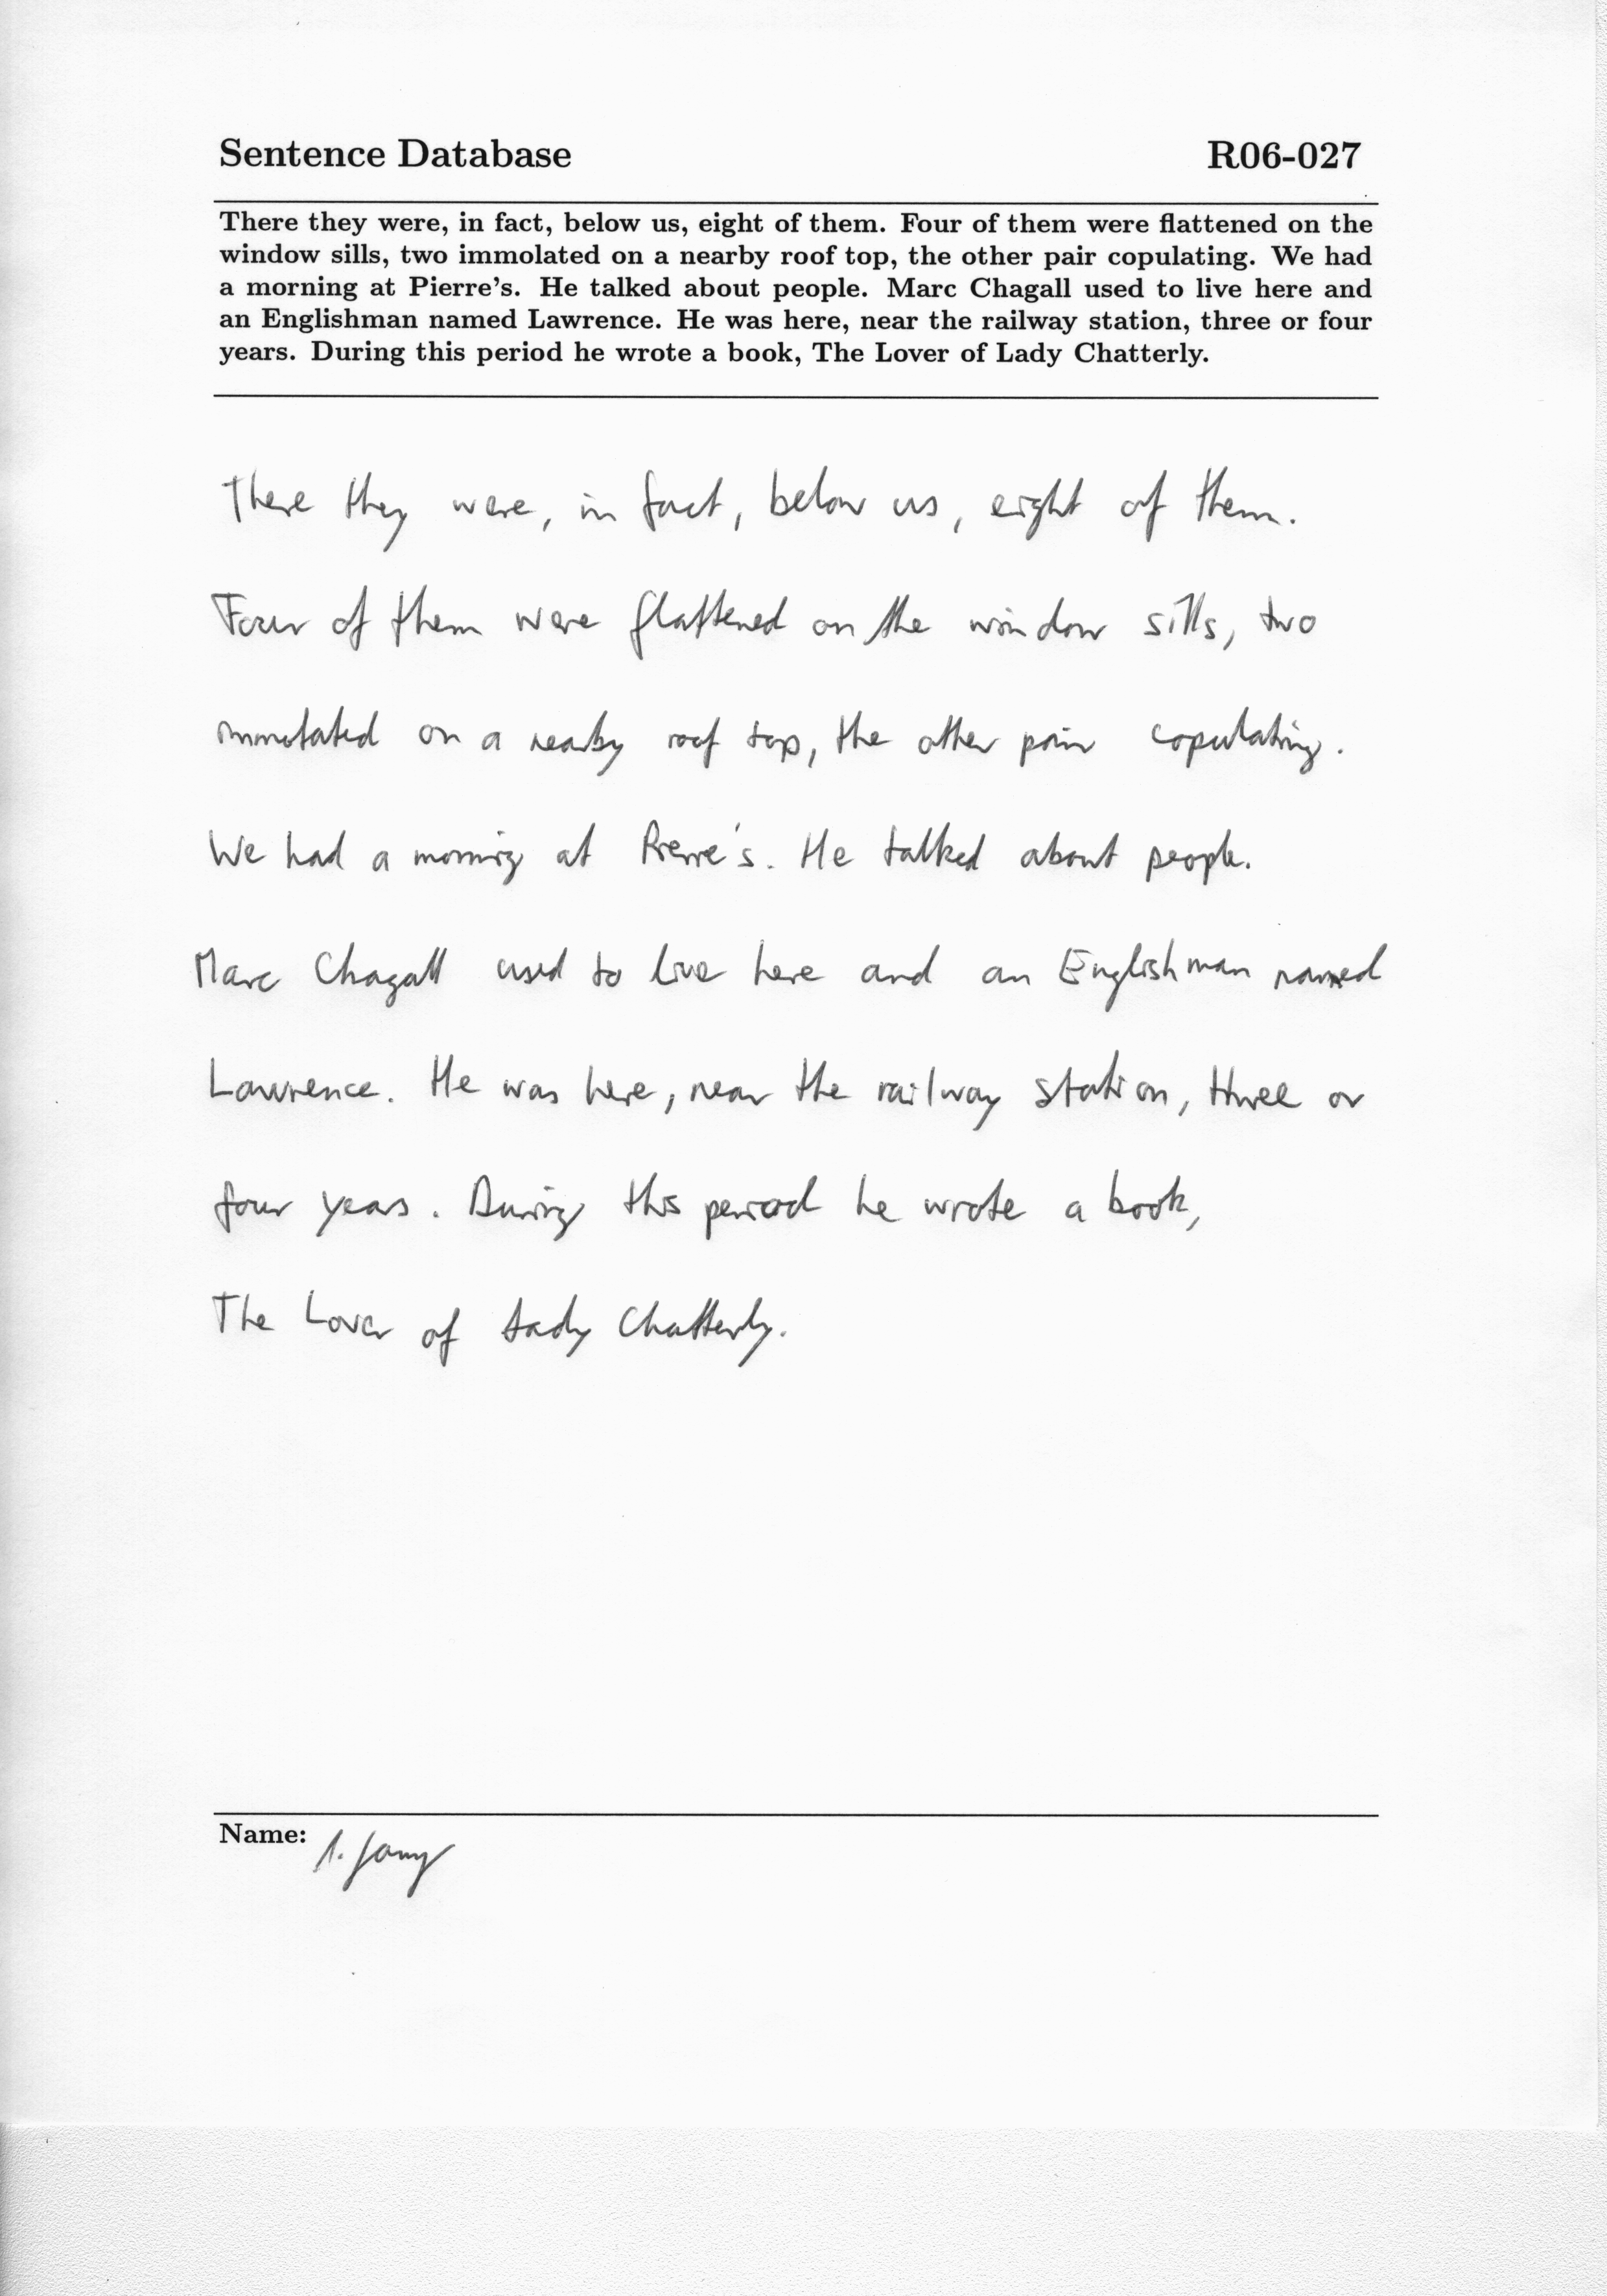 Sentence Database R06-027
There they were, in fact, below us, eight of them. Four of them were flattened on the
window sills, two immolated on a nearby roof top, the other pair copulating. We had
a morning at Pierre's. He talked about people. Marc Chagall used to live here and
an Englishman named Lawrence. He was here, near the railway station, three or four
years. During this period he wrote a book, The Lover of Lady Chatterly.
There they were, in fact, below us, eight of them.
Four of them were flattened on the window sills, two
immolated on a nearby roof top, the other pair copulating.
We had a morning at Pierre's. He talked about people.
Marc Chagall used to live here and an Englishman named
Lawrence. He was here, near the railway station, three or
four years. During this period he wrote a book,
The Lover of Lady Chatterly.
Name: